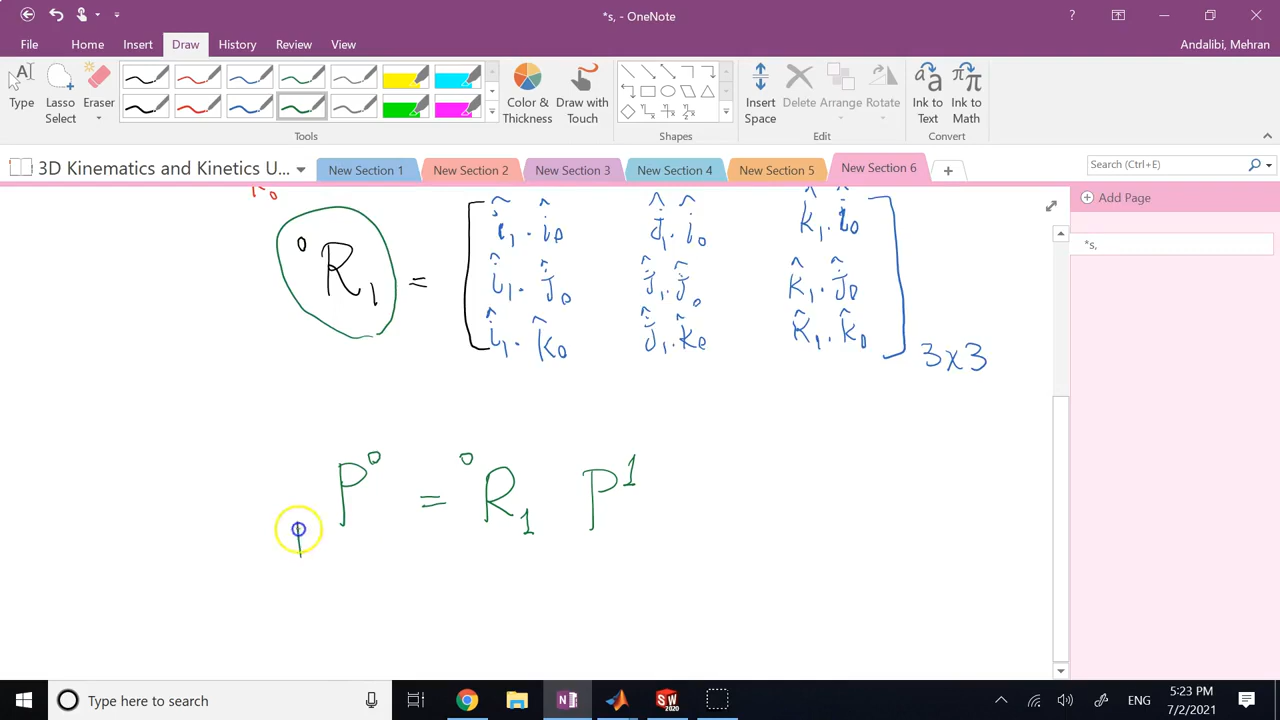 *s, - OneNote
Andalibi, Mehran
File Home Insert Draw History Review View
Type Lasso Select Eraser Color & Thickness Draw with Touch Insert Space Delete Arrange Rotate Ink to Text Ink to Math
Tools Shapes Edit Convert
3D Kinematics and Kinetics U... New Section 1 New Section 2 New Section 3 New Section 4 New Section 5 New Section 6 Search (Ctrl+E)
Add Page
*s,
K₀
⁰R₁ = [ î₁ · î₀ ĵ₁ · î₀ k̂₁ · î₀
î₁ · ĵ₀ ĵ₁ · ĵ₀ k̂₁ · ĵ₀
î₁ · k̂₀ ĵ₁ · k̂₀ k̂₁ · k̂₀ ] 3x3
P⁰ = ⁰R₁ P¹
Type here to search
ENG
5:23 PM
7/2/2021